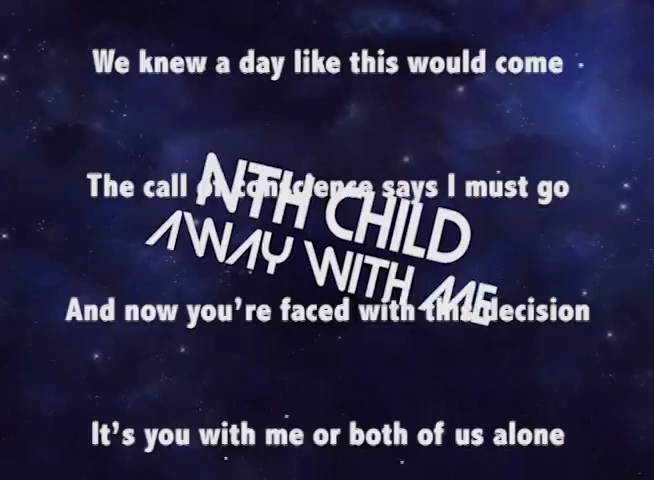 We knew a day like this would come
The call of conscience says I must go
NTH CHILD
AWAY WITH ME
And now you're faced with this decision
It's you with me or both of us alone